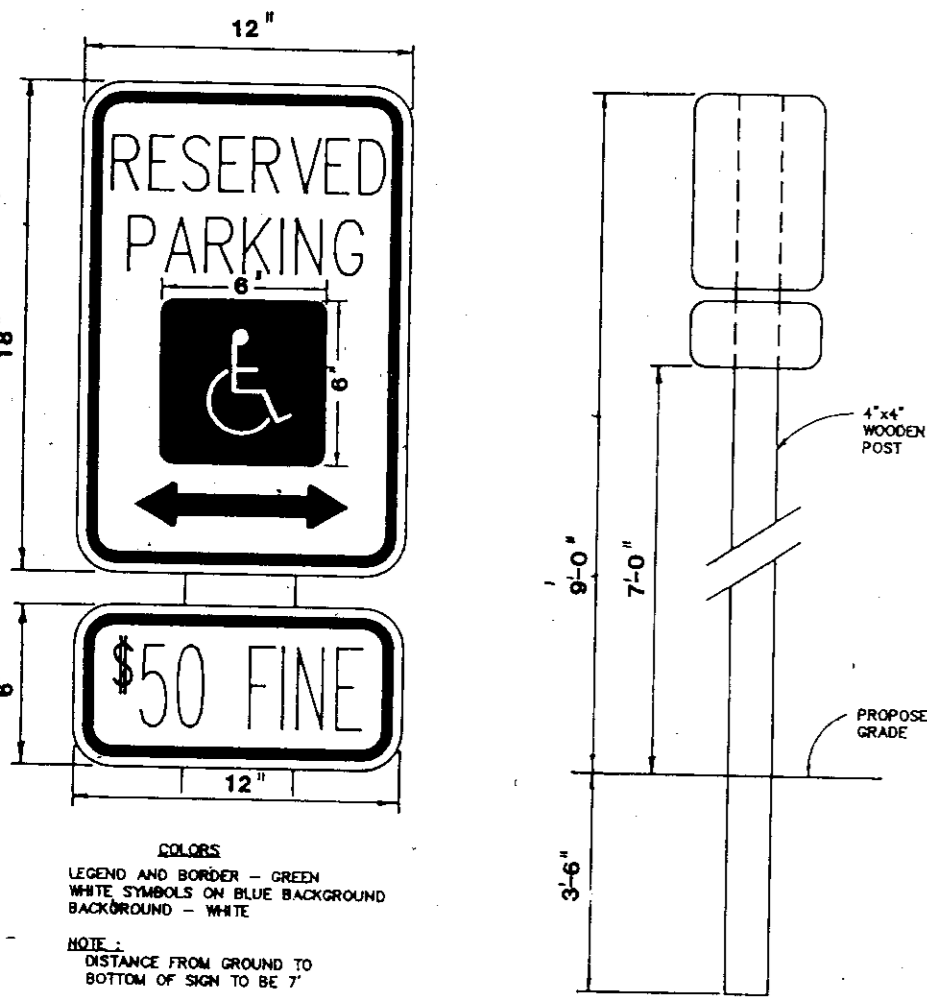 12"
18
RESERVED
PARKING
6"
6"
$50 FINE
6
12"
COLORS
LEGEND AND BORDER - GREEN
WHITE SYMBOLS ON BLUE BACKGROUND
BACKGROUND - WHITE
NOTE :
DISTANCE FROM GROUND TO
BOTTOM OF SIGN TO BE 7'
9'-0"
7'-0"
3'-6"
4"x4"
WOODEN
POST
PROPOSE
GRADE